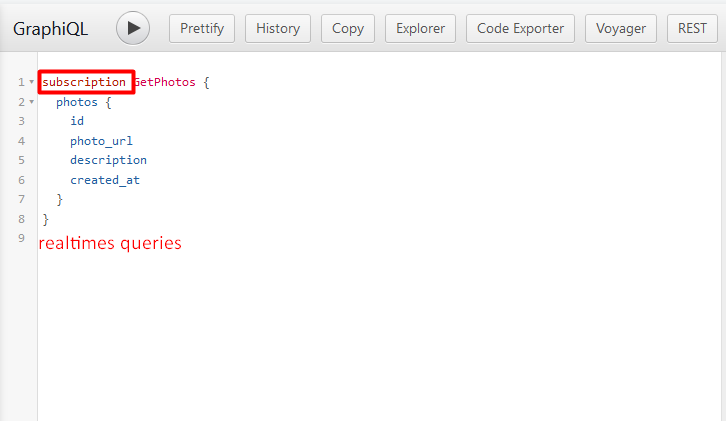 GraphiQL Prettify History Copy Explorer Code Exporter Voyager REST
1 subscription GetPhotos {
2 photos {
3 id
4 photo_url
5 description
6 created_at
7 }
8 }
9 realtimes queries